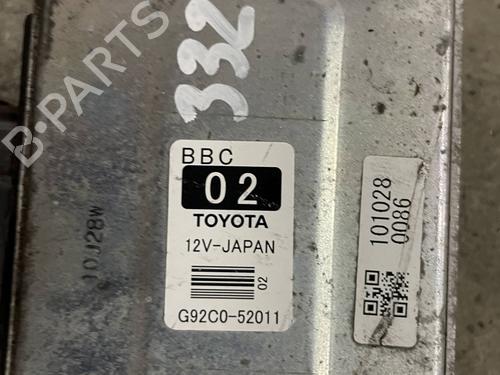 332
BBC
02
TOYOTA
12V-JAPAN
02
G92C0-52011
101028
0086
10J28W
B-PARTS